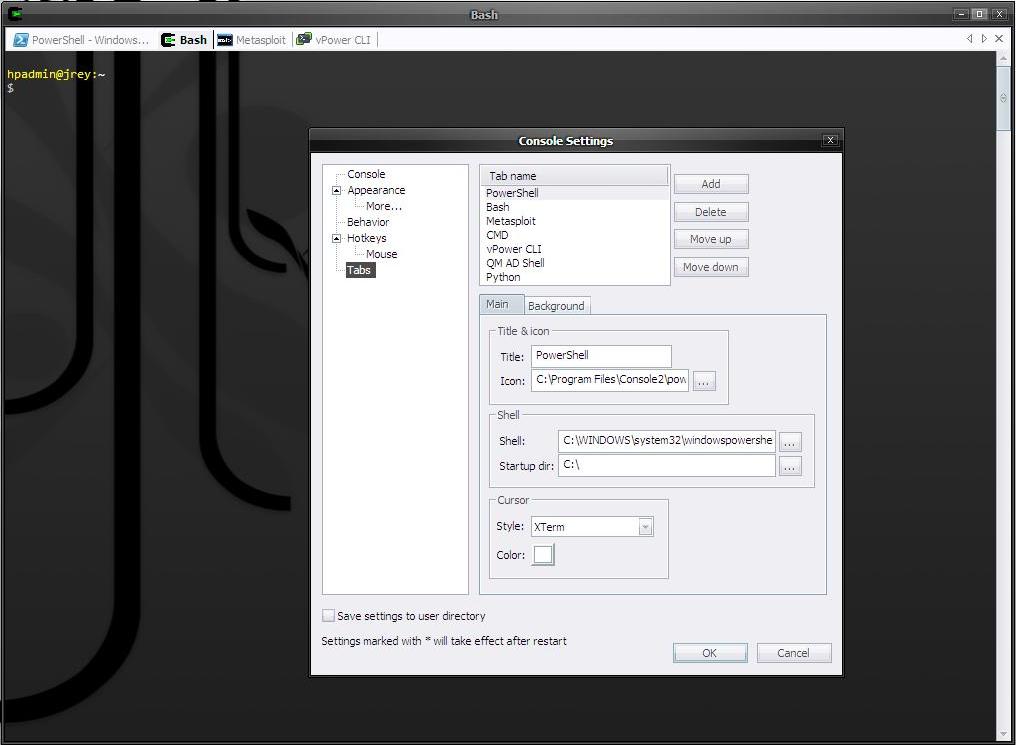 Bash
PowerShell - Windows...
Bash
Metasploit
vPower CLI
hpadmin@jrey:~
$
Console Settings
Console
Appearance
More...
Behavior
Hotkeys
Mouse
Tabs
Tab name
PowerShell
Bash
Metasploit
CMD
vPower CLI
QM AD Shell
Python
Add
Delete
Move up
Move down
Main
Background
Title & icon
Title: PowerShell
Icon: C:\Program Files\Console2\pow
...
Shell
Shell: C:\WINDOWS\system32\windowspowershe
...
Startup dir: C:\
...
Cursor
Style: XTerm
Color:
Save settings to user directory
Settings marked with * will take effect after restart
OK
Cancel